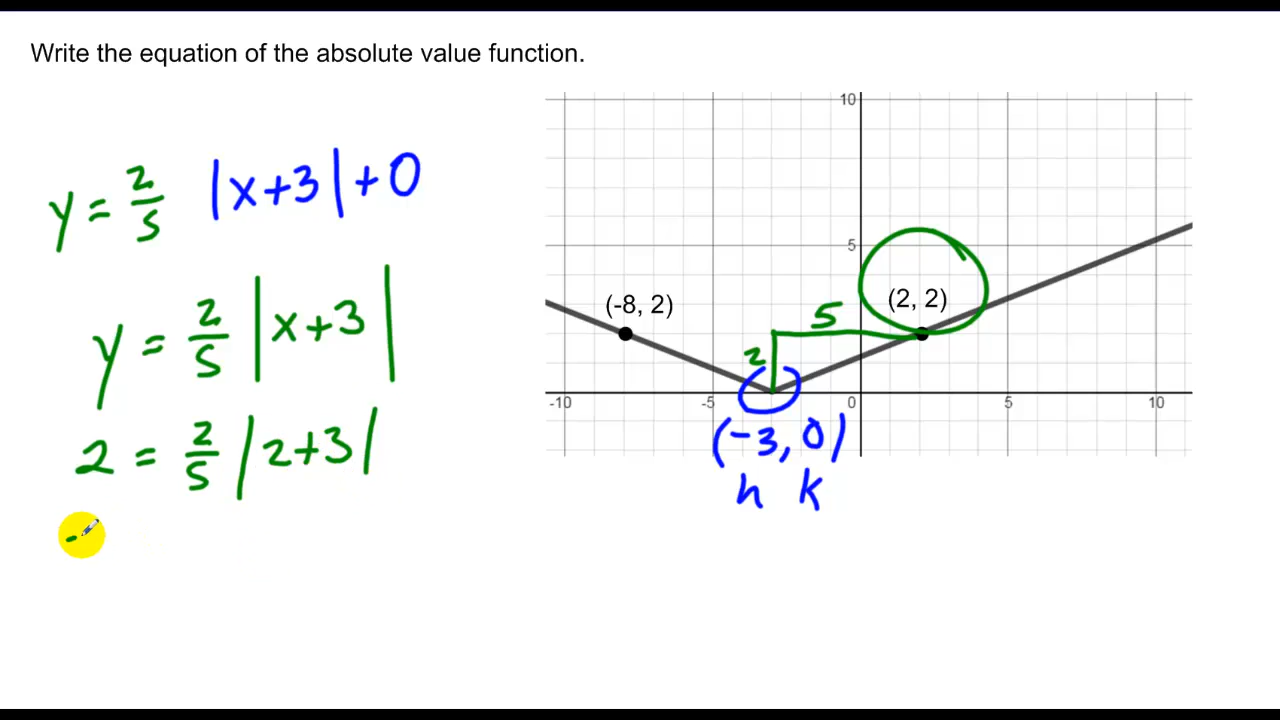 Write the equation of the absolute value function.
y = 2/5 |x+3| + 0
y = 2/5 |x+3|
2 = 2/5 |2+3|
10
5
(-8, 2)
(2, 2)
5
2
-10
-5
0
5
10
(-3, 0)
h k